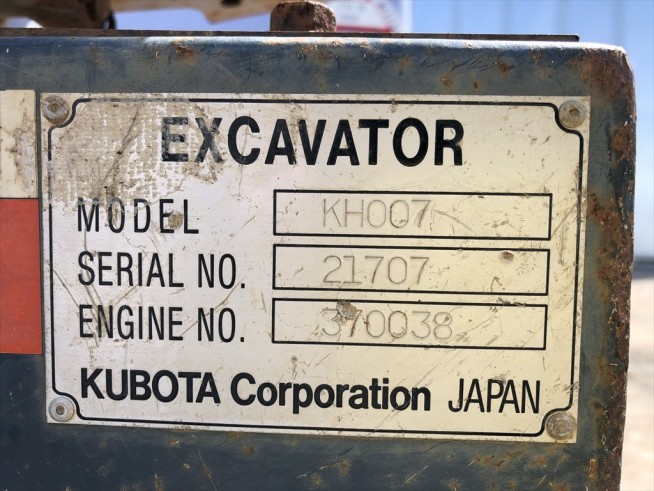 EXCAVATOR
MODEL KH007
SERIAL NO. 21707
ENGINE NO. 370038
KUBOTA Corporation JAPAN